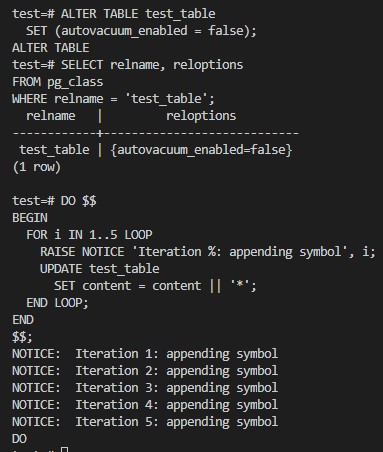 test=# ALTER TABLE test_table
  SET (autovacuum_enabled = false);
ALTER TABLE
test=# SELECT relname, reloptions
FROM pg_class
WHERE relname = 'test_table';
  relname   |         reloptions
------------+----------------------------
 test_table | {autovacuum_enabled=false}
(1 row)

test=# DO $$
BEGIN
  FOR i IN 1..5 LOOP
    RAISE NOTICE 'Iteration %: appending symbol', i;
    UPDATE test_table
      SET content = content || '*';
  END LOOP;
END
$$;
NOTICE:  Iteration 1: appending symbol
NOTICE:  Iteration 2: appending symbol
NOTICE:  Iteration 3: appending symbol
NOTICE:  Iteration 4: appending symbol
NOTICE:  Iteration 5: appending symbol
DO